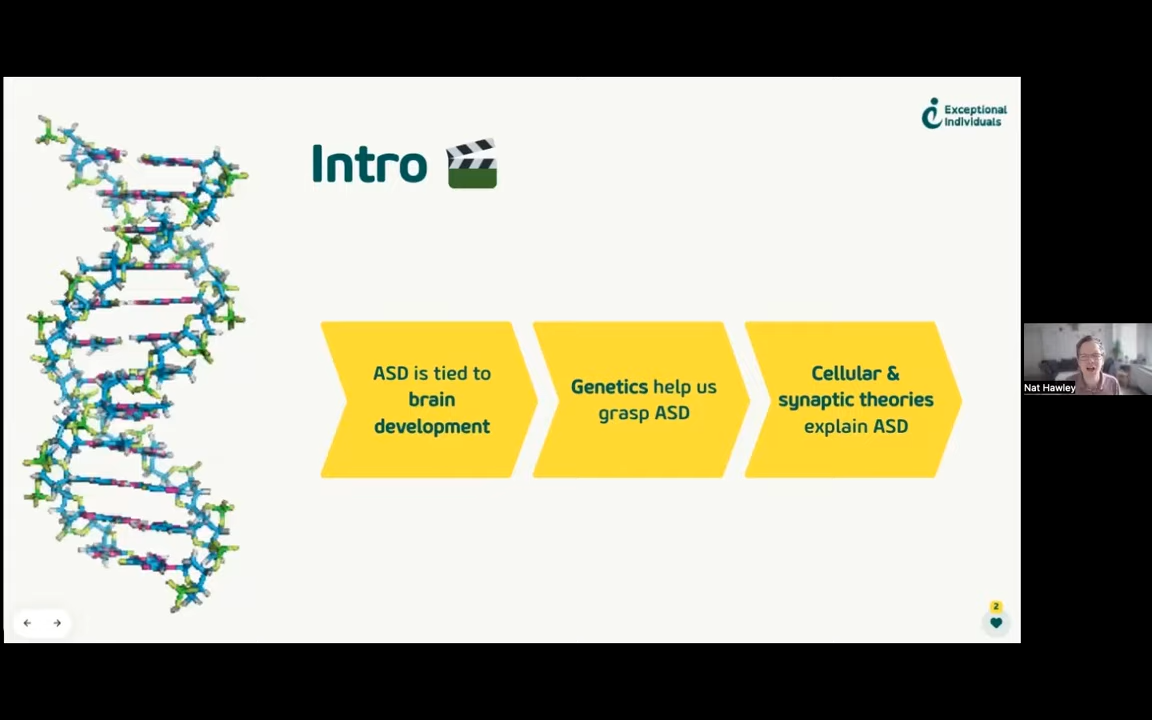 Exceptional
Individuals
Intro
ASD is tied to
brain
development
Genetics help us
grasp ASD
Cellular &
synaptic theories
explain ASD
Nat Hawley
2